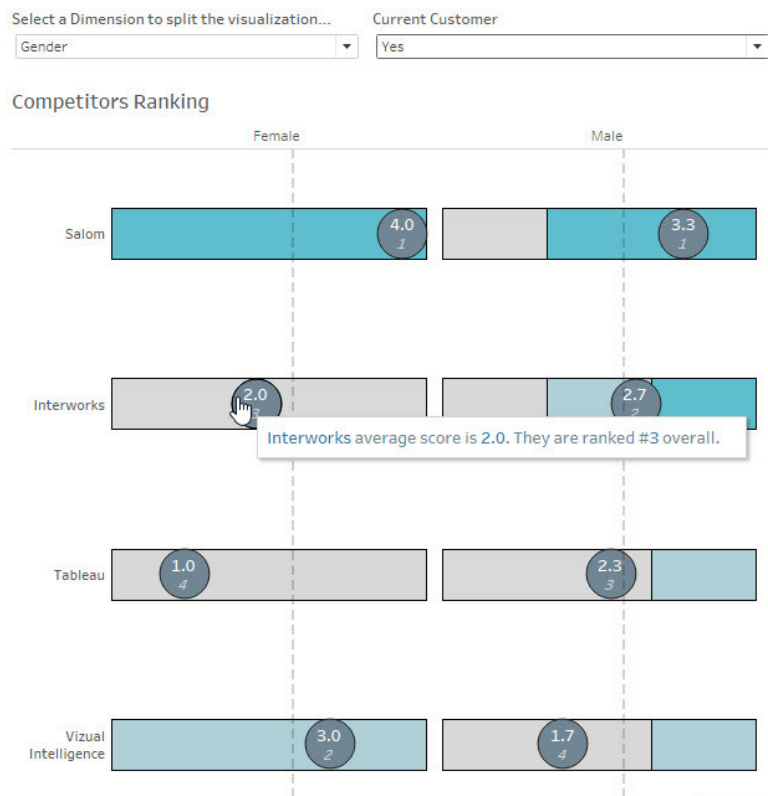 Select a Dimension to split the visualization... Current Customer
Gender Yes
Competitors Ranking
Female Male
Salom 4.0 3.3
1 1
Interworks 2.0 2.7
3 2
Interworks average score is 2.0. They are ranked #3 overall.
Tableau 1.0 2.3
4 3
Vizual
Intelligence 3.0 1.7
2 4